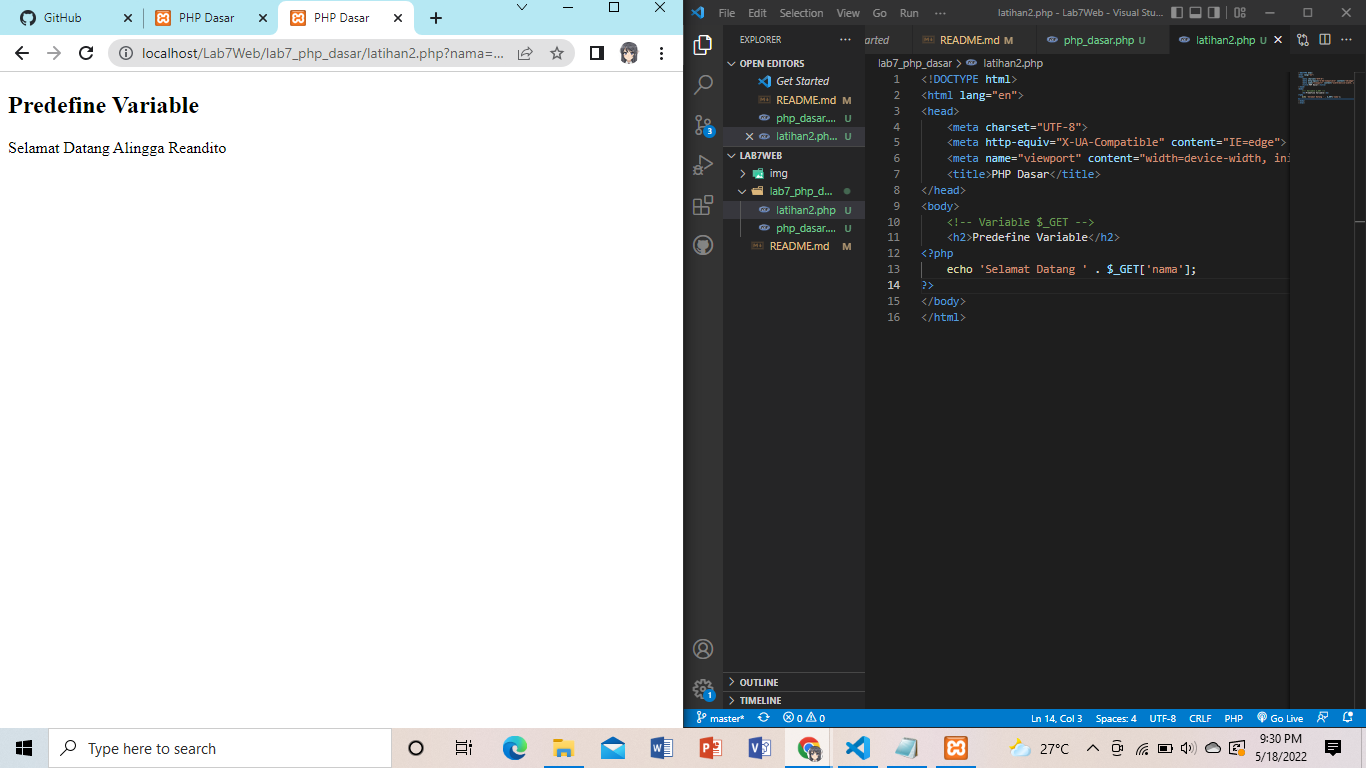 GitHub
PHP Dasar
PHP Dasar
localhost/Lab7Web/lab7_php_dasar/latihan2.php?nama=...
Predefine Variable
Selamat Datang Alingga Reandito
File Edit Selection View Go Run ...
latihan2.php - Lab7Web - Visual Stu...
EXPLORER
OPEN EDITORS
Get Started
README.md M
php_dasar.... U
latihan2.ph... U
LAB7WEB
img
lab7_php_d...
latihan2.php U
php_dasar.... U
README.md M
OUTLINE
TIMELINE
arted
README.md M
php_dasar.php U
latihan2.php U
lab7_php_dasar > latihan2.php
1 <!DOCTYPE html>
2 <html lang="en">
3 <head>
4 <meta charset="UTF-8">
5 <meta http-equiv="X-UA-Compatible" content="IE=edge">
6 <meta name="viewport" content="width=device-width, ini
7 <title>PHP Dasar</title>
8 </head>
9 <body>
10 <!-- Variable $_GET -->
11 <h2>Predefine Variable</h2>
12 <?php
13 echo 'Selamat Datang ' . $_GET['nama'];
14 ?>
15 </body>
16 </html>
3
1
master* 0 0
Ln 14, Col 3 Spaces: 4 UTF-8 CRLF PHP Go Live
Type here to search
27°C
9:30 PM
5/18/2022